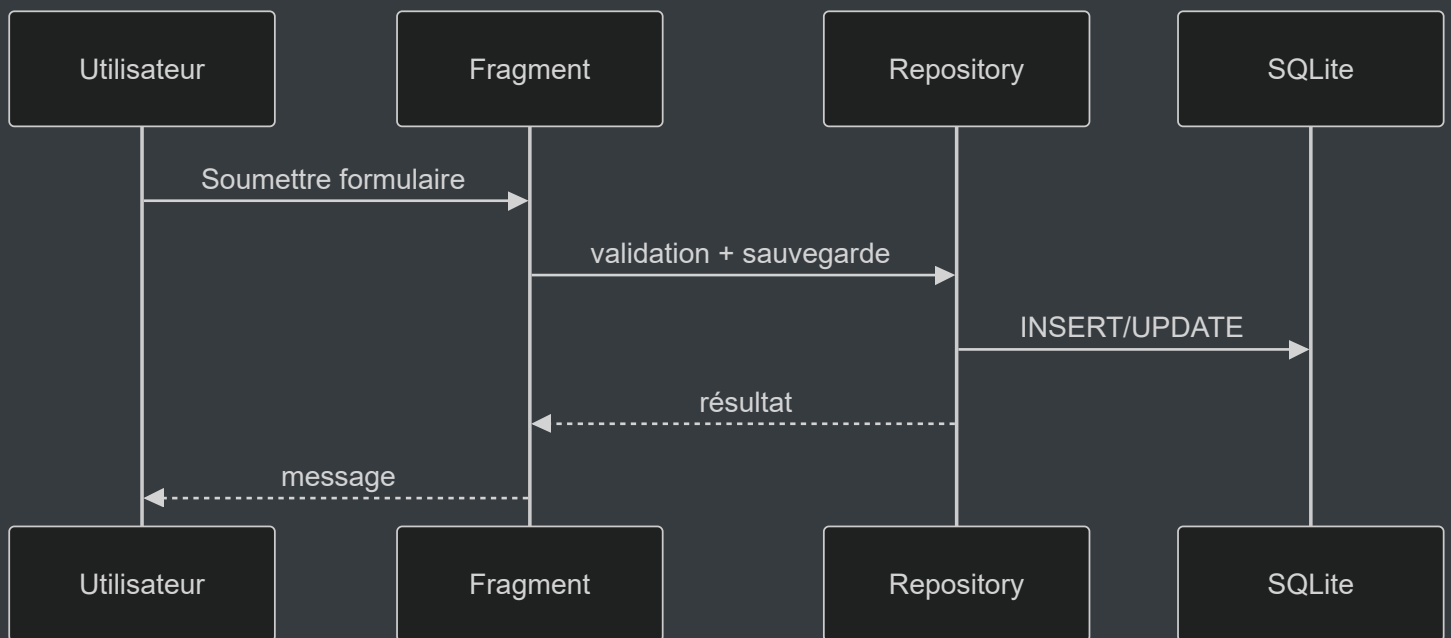 Utilisateur
Fragment
Repository
SQLite
Soumettre formulaire
validation + sauvegarde
INSERT/UPDATE
résultat
message
Utilisateur
Fragment
Repository
SQLite